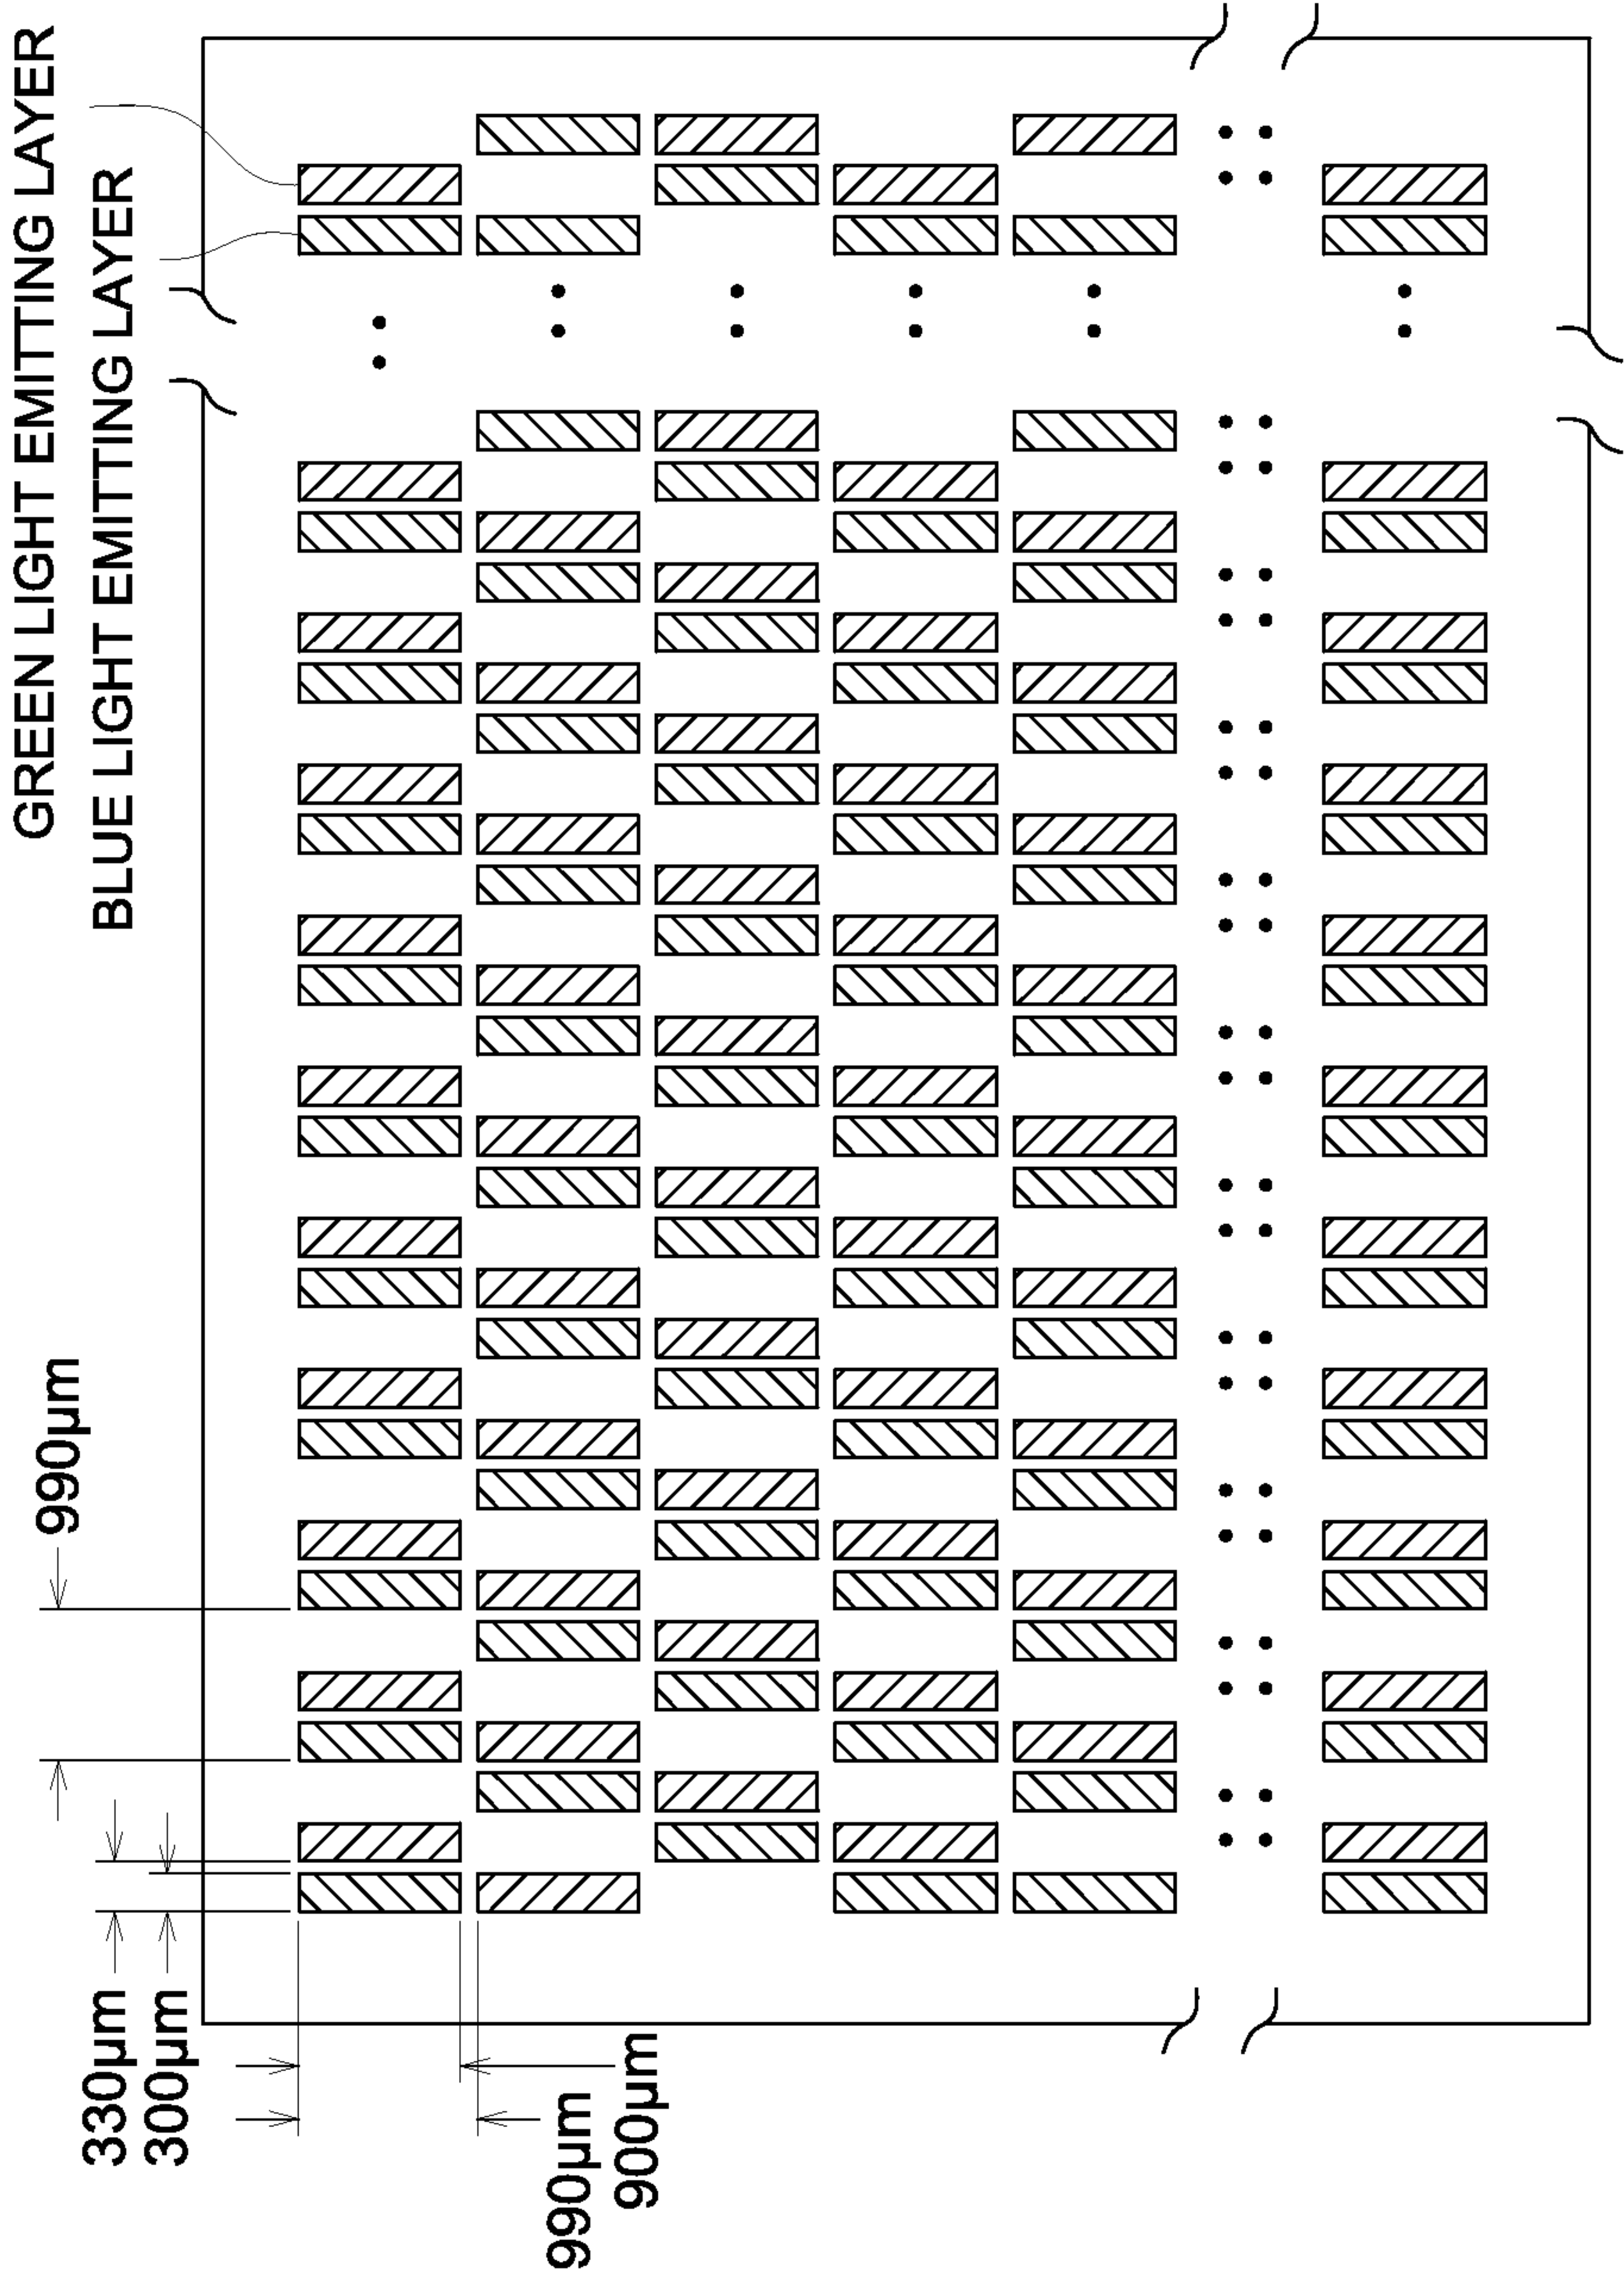 GREEN LIGHT EMITTING LAYER
BLUE LIGHT EMITTING LAYER
990μm
330μm
300μm
990μm
900μm